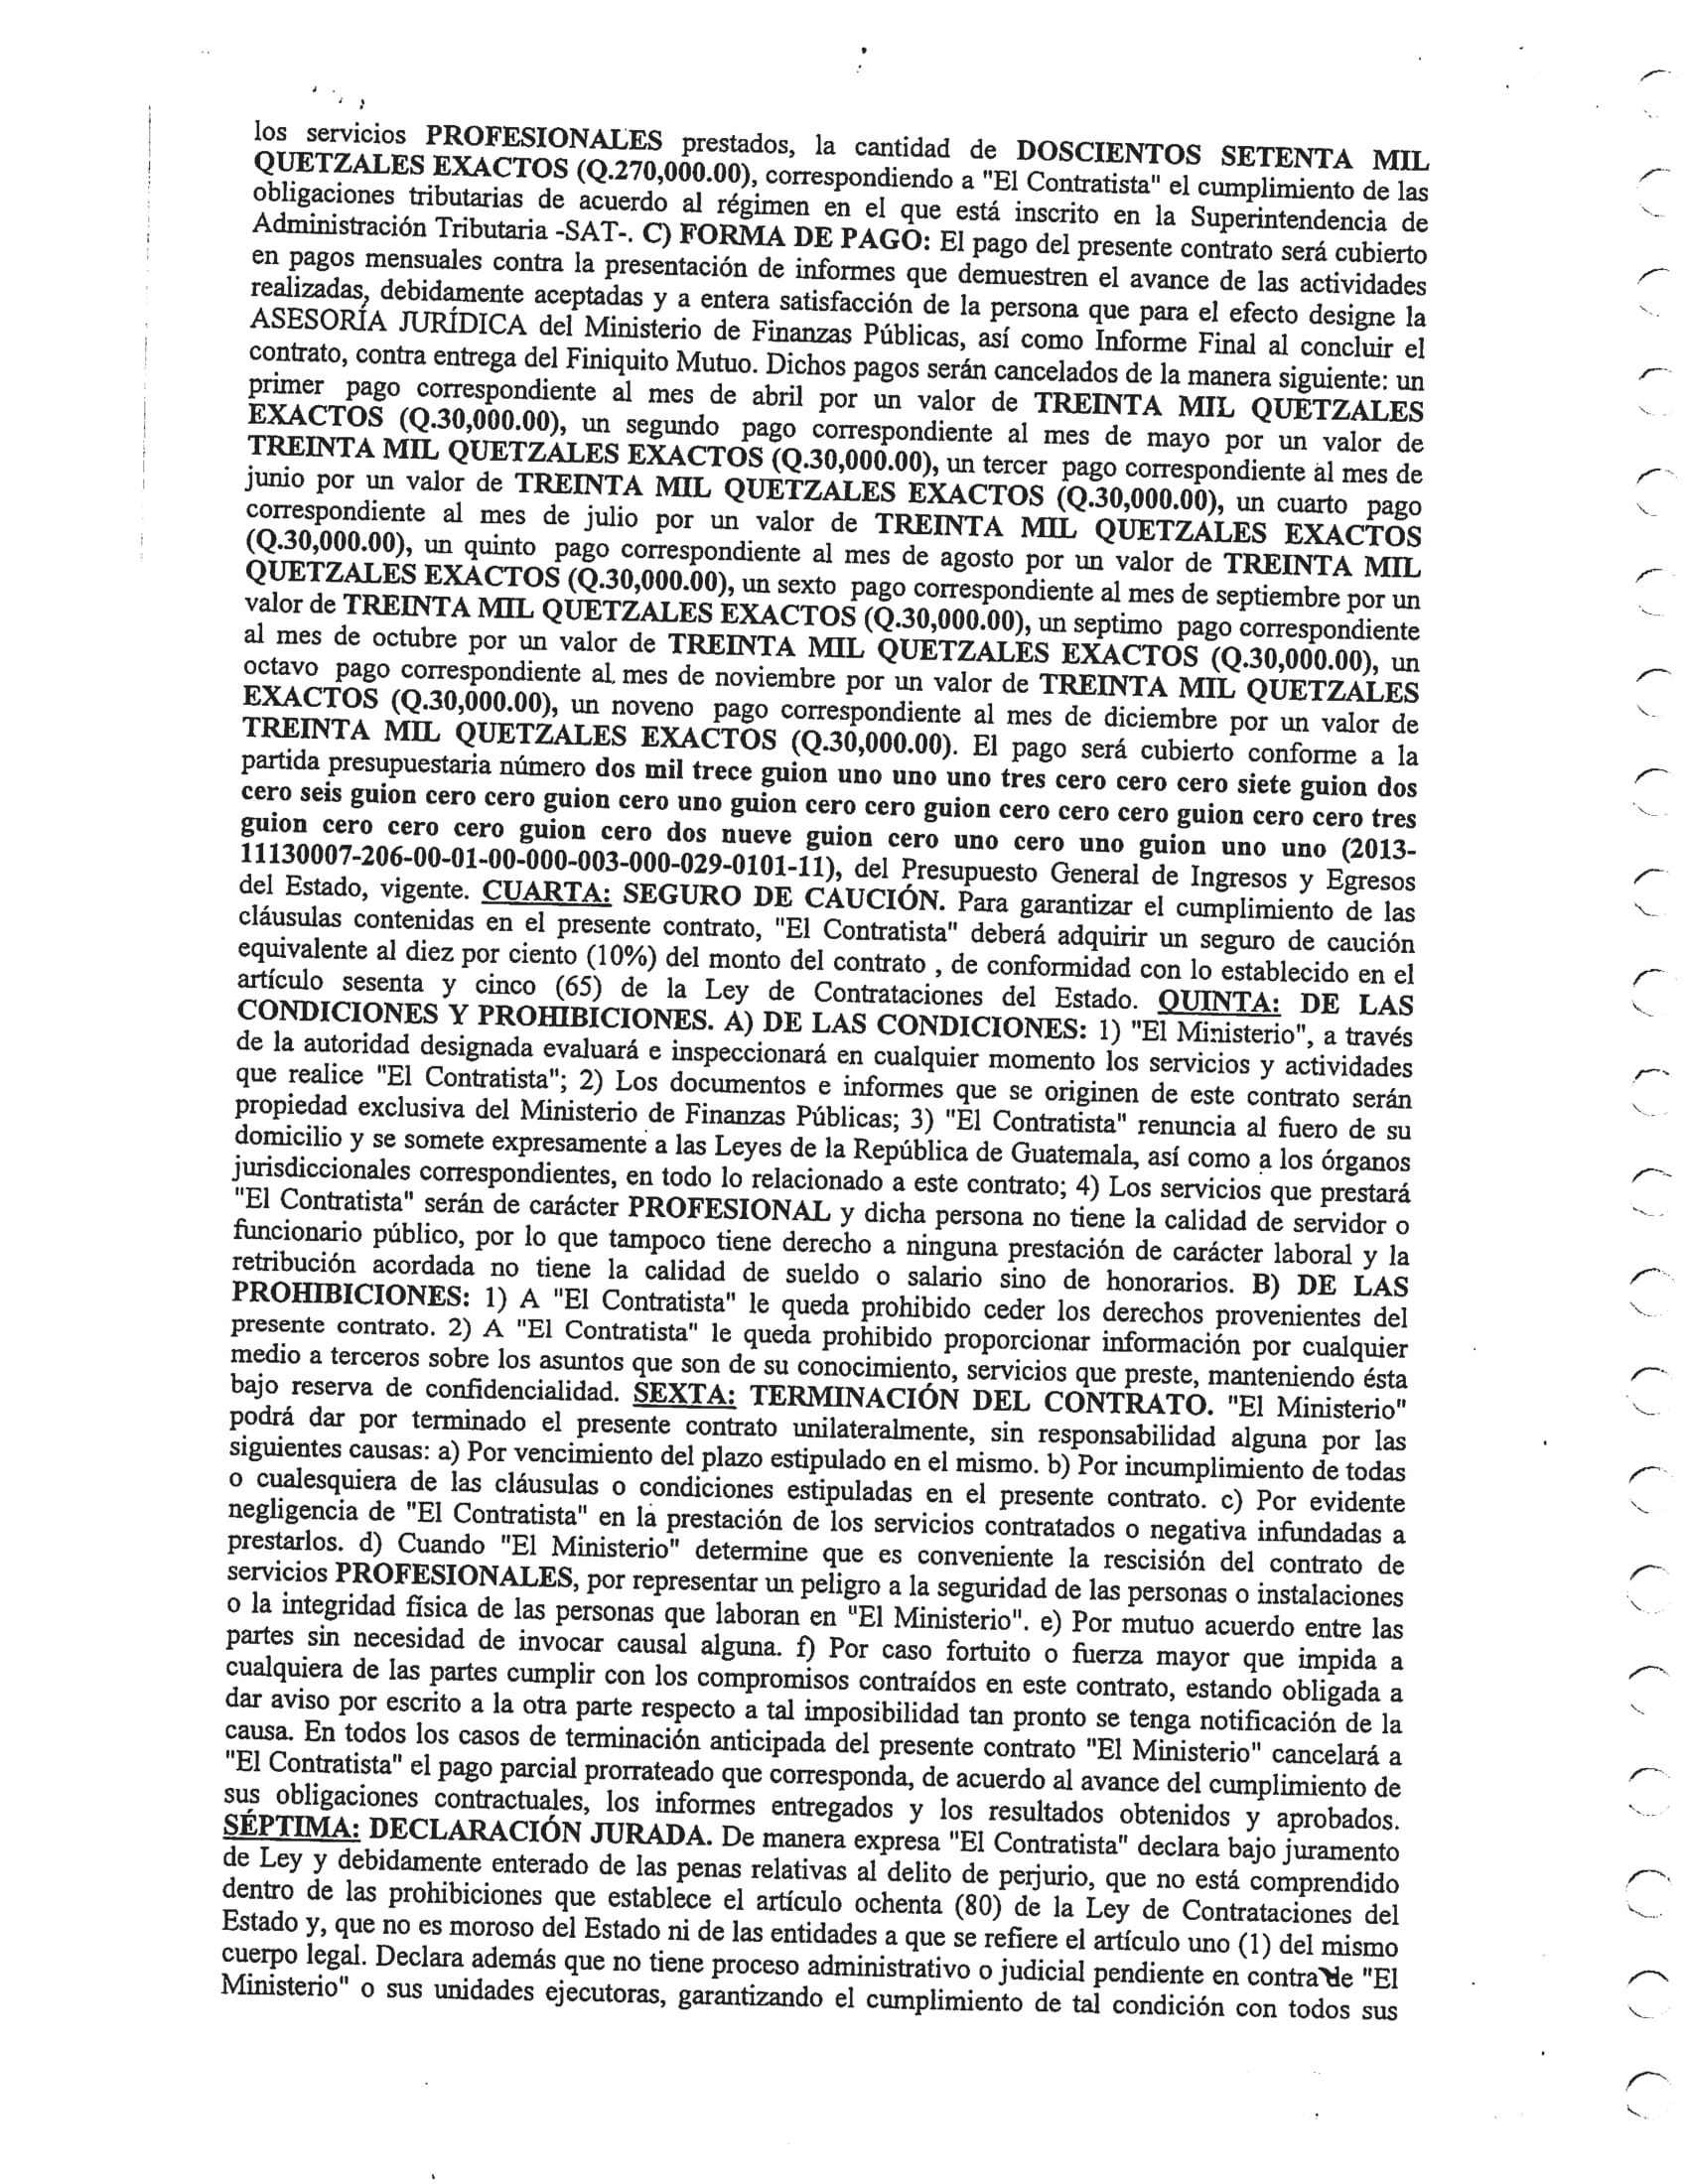 los servicios PROFESIONALES prestados, la cantidad de DOSCIENTOS SETENTA MIL
QUETZALES EXACTOS (Q.270,000.00), correspondiendo a "El Contratista" el cumplimiento de las
obligaciones tributarias de acuerdo al régimen en el que está inscrito en la Superintendencia de
Administración Tributaria -SAT-. C) FORMA DE PAGO: El pago del presente contrato será cubierto
en pagos mensuales contra la presentación de informes que demuestren el avance de las actividades
realizadas, debidamente aceptadas y a entera satisfacción de la persona que para el efecto designe la
ASESORÍA JURÍDICA del Ministerio de Finanzas Públicas, así como Informe Final al concluir el
contrato, contra entrega del Finiquito Mutuo. Dichos pagos serán cancelados de la manera siguiente: un
primer pago correspondiente al mes de abril por un valor de TREINTA MIL QUETZALES
EXACTOS (Q.30,000.00), un segundo pago correspondiente al mes de mayo por un valor de
TREINTA MIL QUETZALES EXACTOS (Q.30,000.00), un tercer pago correspondiente al mes de
junio por un valor de TREINTA MIL QUETZALES EXACTOS (Q.30,000.00), un cuarto pago
correspondiente al mes de julio por un valor de TREINTA MIL QUETZALES EXACTOS
(Q.30,000.00), un quinto pago correspondiente al mes de agosto por un valor de TREINTA MIL
QUETZALES EXACTOS (Q.30,000.00), un sexto pago correspondiente al mes de septiembre por un
valor de TREINTA MIL QUETZALES EXACTOS (Q.30,000.00), un septimo pago correspondiente
al mes de octubre por un valor de TREINTA MIL QUETZALES EXACTOS (Q.30,000.00), un
octavo pago correspondiente al mes de noviembre por un valor de TREINTA MIL QUETZALES
EXACTOS (Q.30,000.00), un noveno pago correspondiente al mes de diciembre por un valor de
TREINTA MIL QUETZALES EXACTOS (Q.30,000.00). El pago será cubierto conforme a la
partida presupuestaria número dos mil trece guion uno uno uno tres cero cero cero siete guion dos
cero seis guion cero cero guion cero uno guion cero cero guion cero cero cero guion cero cero tres
guion cero cero cero guion cero dos nueve guion cero uno cero uno guion uno uno (2013-
11130007-206-00-01-00-000-003-000-029-0101-11), del Presupuesto General de Ingresos y Egresos
del Estado, vigente. CUARTA: SEGURO DE CAUCIÓN. Para garantizar el cumplimiento de las
cláusulas contenidas en el presente contrato, "El Contratista" deberá adquirir un seguro de caución
equivalente al diez por ciento (10%) del monto del contrato , de conformidad con lo establecido en el
artículo sesenta y cinco (65) de la Ley de Contrataciones del Estado. QUINTA: DE LAS
CONDICIONES Y PROHIBICIONES. A) DE LAS CONDICIONES: 1) "El Ministerio", a través
de la autoridad designada evaluará e inspeccionará en cualquier momento los servicios y actividades
que realice "El Contratista"; 2) Los documentos e informes que se originen de este contrato serán
propiedad exclusiva del Ministerio de Finanzas Públicas; 3) "El Contratista" renuncia al fuero de su
domicilio y se somete expresamente a las Leyes de la República de Guatemala, así como a los órganos
jurisdiccionales correspondientes, en todo lo relacionado a este contrato; 4) Los servicios que prestará
"El Contratista" serán de carácter PROFESIONAL y dicha persona no tiene la calidad de servidor o
funcionario público, por lo que tampoco tiene derecho a ninguna prestación de carácter laboral y la
retribución acordada no tiene la calidad de sueldo o salario sino de honorarios. B) DE LAS
PROHIBICIONES: 1) A "El Contratista" le queda prohibido ceder los derechos provenientes del
presente contrato. 2) A "El Contratista" le queda prohibido proporcionar información por cualquier
medio a terceros sobre los asuntos que son de su conocimiento, servicios que preste, manteniendo ésta
bajo reserva de confidencialidad. SEXTA: TERMINACIÓN DEL CONTRATO. "El Ministerio"
podrá dar por terminado el presente contrato unilateralmente, sin responsabilidad alguna por las
siguientes causas: a) Por vencimiento del plazo estipulado en el mismo. b) Por incumplimiento de todas
o cualesquiera de las cláusulas o condiciones estipuladas en el presente contrato. c) Por evidente
negligencia de "El Contratista" en la prestación de los servicios contratados o negativa infundadas a
prestarlos. d) Cuando "El Ministerio" determine que es conveniente la rescisión del contrato de
servicios PROFESIONALES, por representar un peligro a la seguridad de las personas o instalaciones
o la integridad física de las personas que laboran en "El Ministerio". e) Por mutuo acuerdo entre las
partes sin necesidad de invocar causal alguna. f) Por caso fortuito o fuerza mayor que impida a
cualquiera de las partes cumplir con los compromisos contraídos en este contrato, estando obligada a
dar aviso por escrito a la otra parte respecto a tal imposibilidad tan pronto se tenga notificación de la
causa. En todos los casos de terminación anticipada del presente contrato "El Ministerio" cancelará a
"El Contratista" el pago parcial prorrateado que corresponda, de acuerdo al avance del cumplimiento de
sus obligaciones contractuales, los informes entregados y los resultados obtenidos y aprobados.
SÉPTIMA: DECLARACIÓN JURADA. De manera expresa "El Contratista" declara bajo juramento
de Ley y debidamente enterado de las penas relativas al delito de perjurio, que no está comprendido
dentro de las prohibiciones que establece el artículo ochenta (80) de la Ley de Contrataciones del
Estado y, que no es moroso del Estado ni de las entidades a que se refiere el artículo uno (1) del mismo
cuerpo legal. Declara además que no tiene proceso administrativo o judicial pendiente en contra de "El
Ministerio" o sus unidades ejecutoras, garantizando el cumplimiento de tal condición con todos sus